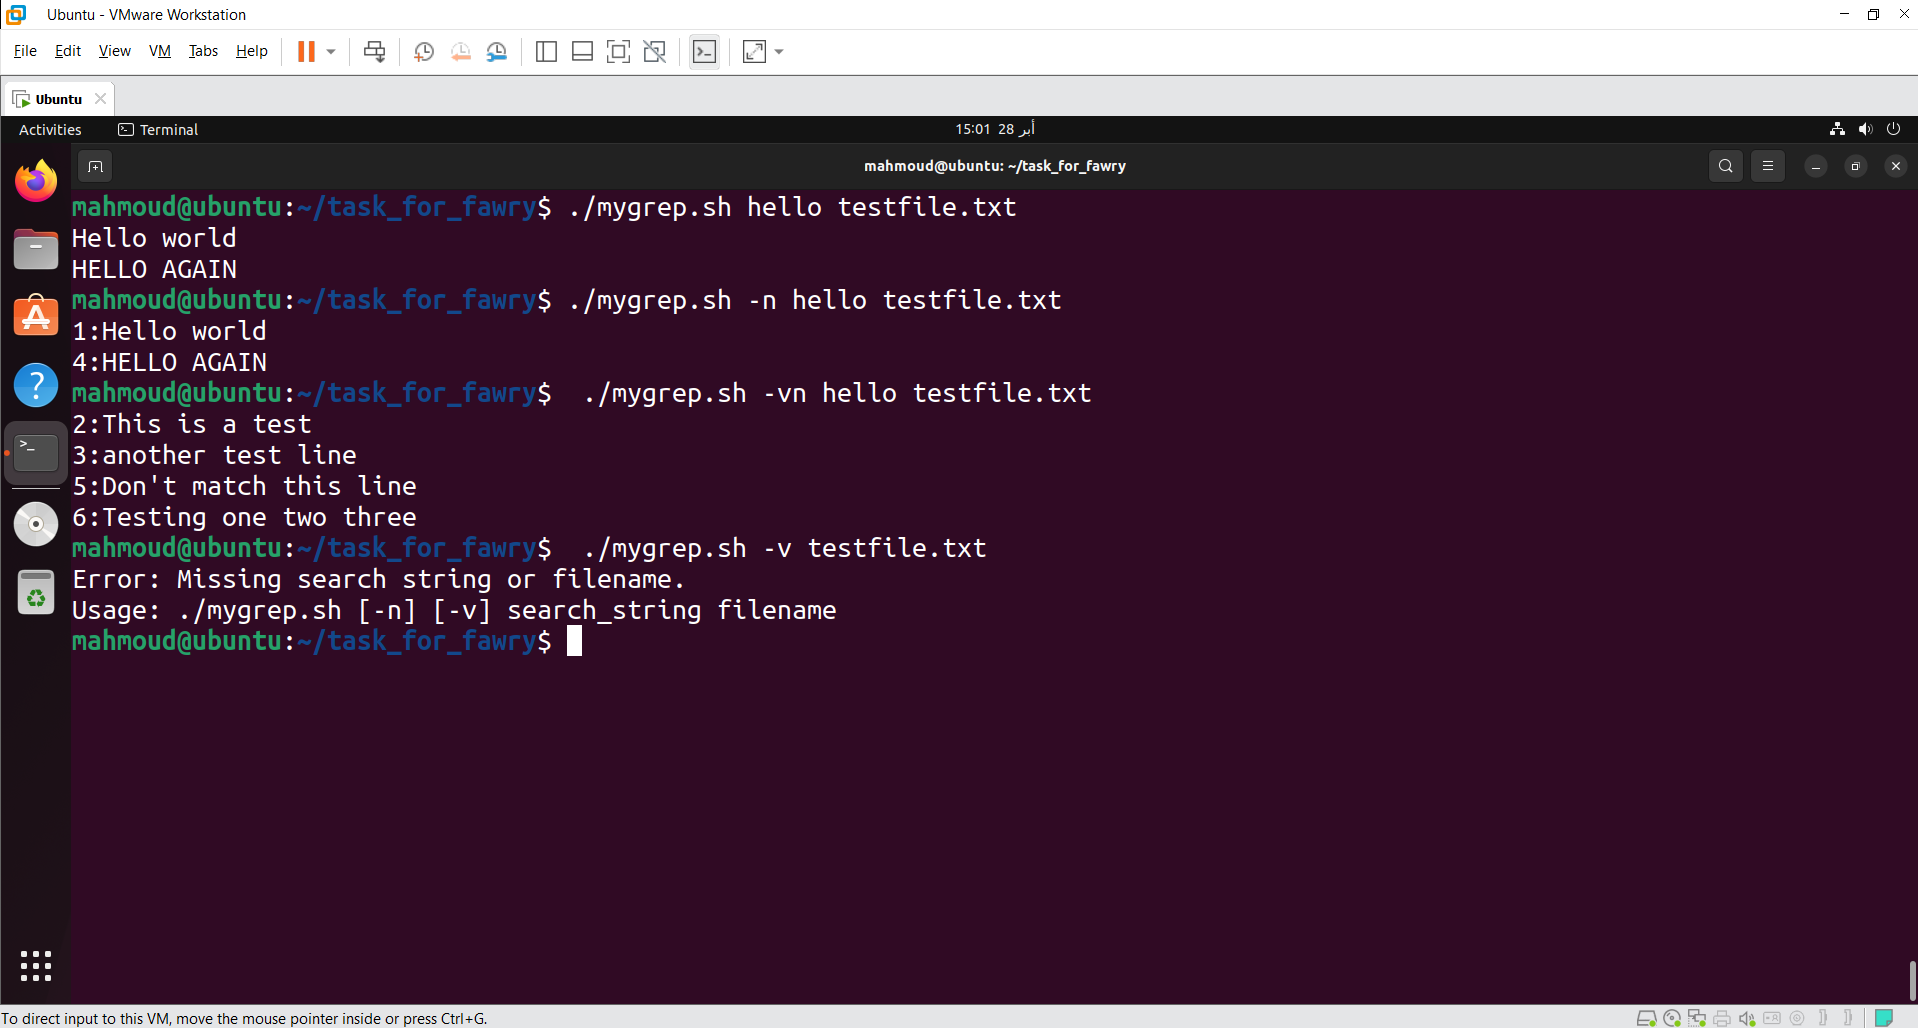 Ubuntu - VMware Workstation
File Edit View VM Tabs Help
Ubuntu
Activities Terminal 15:01 28 أبر
mahmoud@ubuntu: ~/task_for_fawry
mahmoud@ubuntu:~/task_for_fawry$ ./mygrep.sh hello testfile.txt
Hello world
HELLO AGAIN
mahmoud@ubuntu:~/task_for_fawry$ ./mygrep.sh -n hello testfile.txt
1:Hello world
4:HELLO AGAIN
mahmoud@ubuntu:~/task_for_fawry$  ./mygrep.sh -vn hello testfile.txt
2:This is a test
3:another test line
5:Don't match this line
6:Testing one two three
mahmoud@ubuntu:~/task_for_fawry$  ./mygrep.sh -v testfile.txt
Error: Missing search string or filename.
Usage: ./mygrep.sh [-n] [-v] search_string filename
mahmoud@ubuntu:~/task_for_fawry$
To direct input to this VM, move the mouse pointer inside or press Ctrl+G.